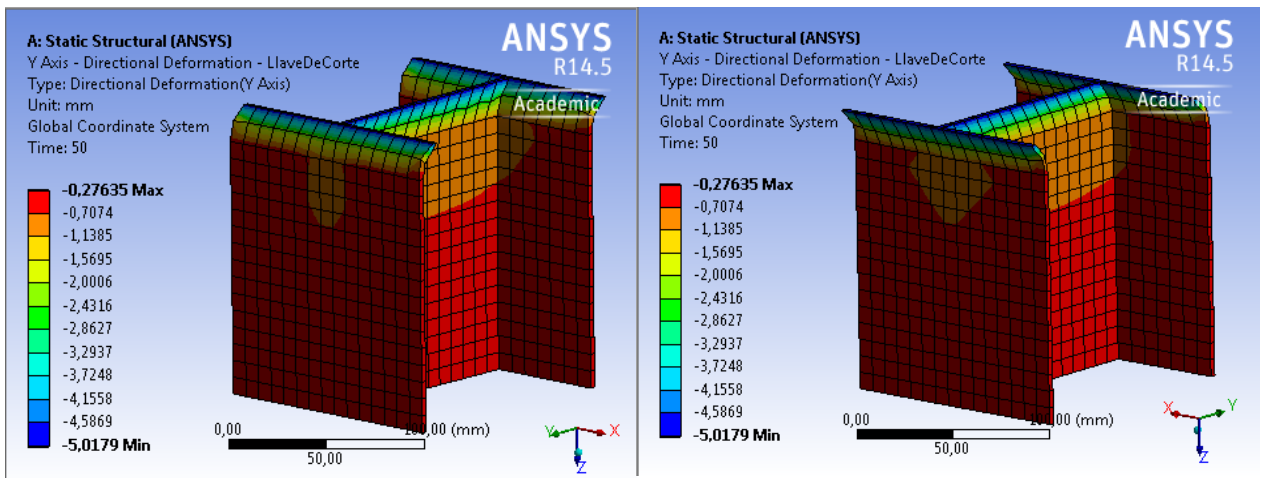 A: Static Structural (ANSYS)
Y Axis - Directional Deformation - LlaveDeCorte
Type: Directional Deformation(Y Axis)
Unit: mm
Global Coordinate System
Time: 50
ANSYS
R14.5
Academic
-0,27635 Max
-0,7074
-1,1385
-1,5695
-2,0006
-2,4316
-2,8627
-3,2937
-3,7248
-4,1558
-4,5869
-5,0179 Min
0,00
(mm)
50,00
Y
X
Z
A: Static Structural (ANSYS)
Y Axis - Directional Deformation - LlaveDeCorte
Type: Directional Deformation(Y Axis)
Unit: mm
Global Coordinate System
Time: 50
ANSYS
R14.5
Academic
-0,27635 Max
-0,7074
-1,1385
-1,5695
-2,0006
-2,4316
-2,8627
-3,2937
-3,7248
-4,1558
-4,5869
-5,0179 Min
0,00
(mm)
50,00
X
Y
Z